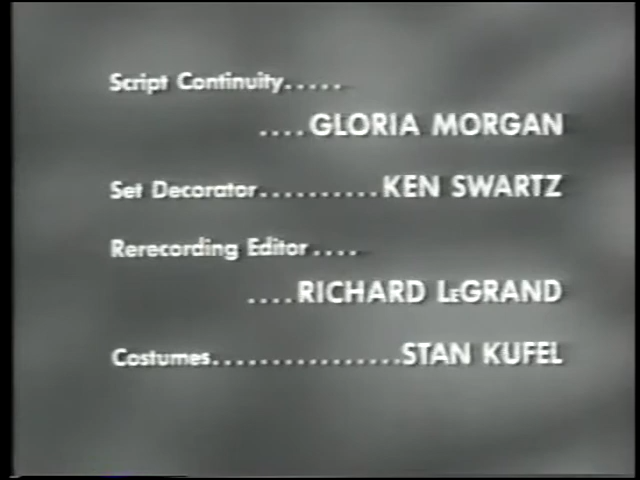 Script Continuity.....
....GLORIA MORGAN
Set Decorator..........KEN SWARTZ
Rerecording Editor....
....RICHARD LeGRAND
Costumes................STAN KUFEL